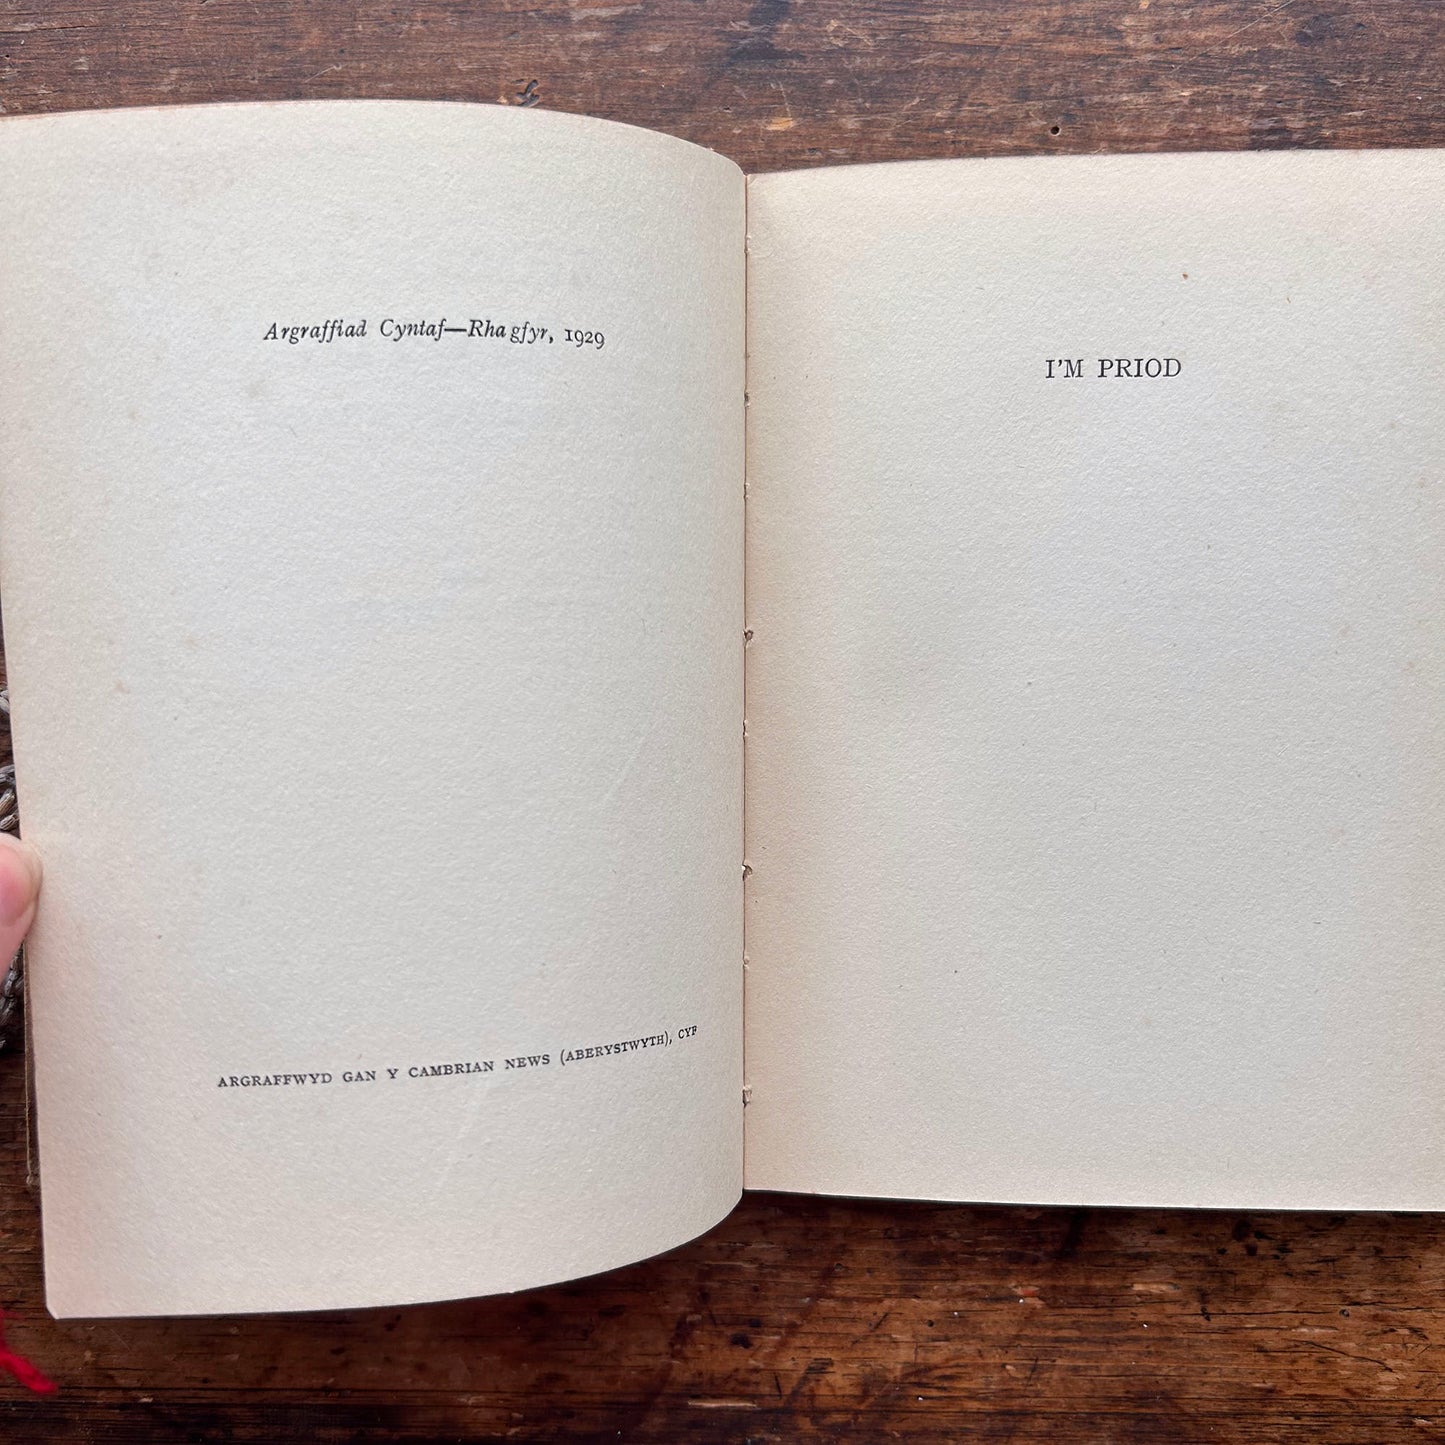 Argraffiad Cyntaf—Rhagfyr, 1929
ARGRAFFWYD GAN Y CAMBRIAN NEWS (ABERYSTWYTH), CYF
I'M PRIOD